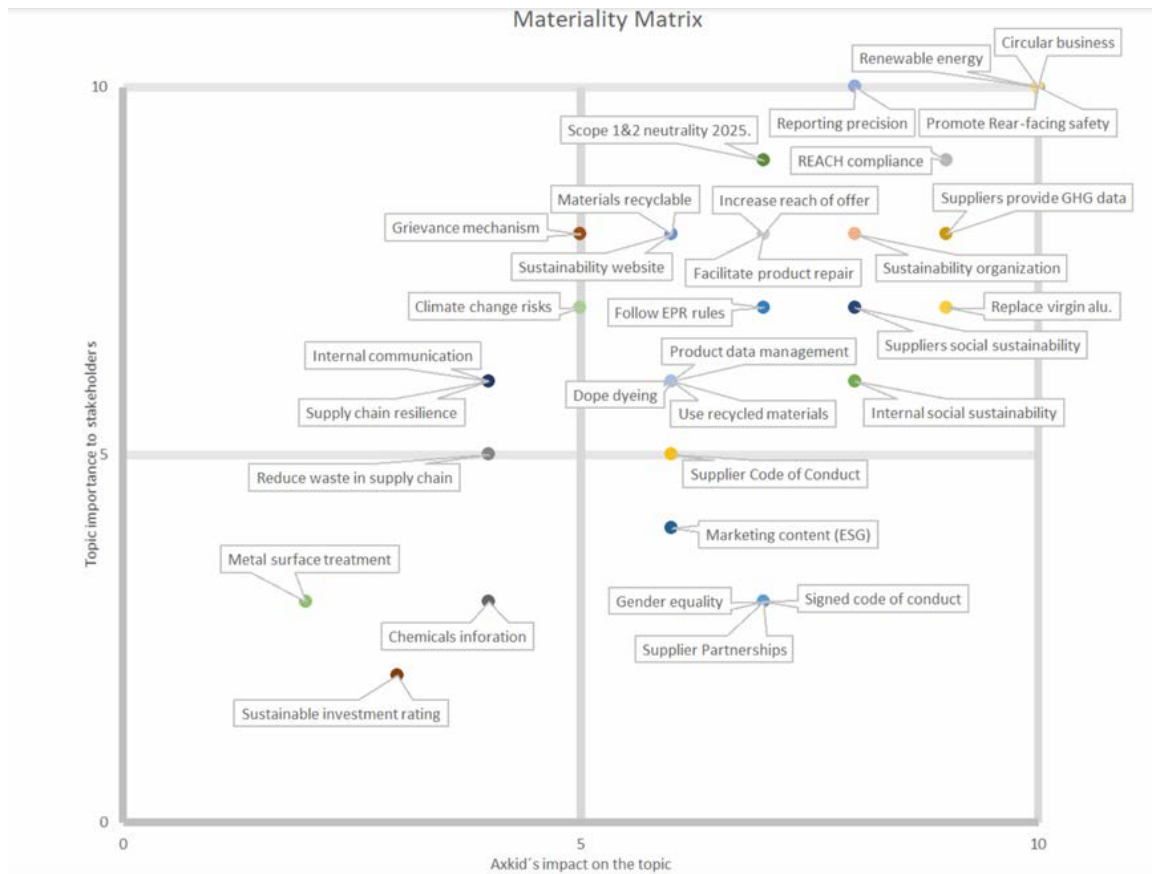 Materiality Matrix
Circular business
Renewable energy
10
Reporting precision
Promote Rear-facing safety
Scope 1&2 neutrality 2025.
REACH compliance
Materials recyclable
Increase reach of offer
Suppliers provide GHG data
Grievance mechanism
Sustainability website
Facilitate product repair
Sustainability organization
Climate change risks
Follow EPR rules
Replace virgin alu.
Suppliers social sustainability
Internal communication
Product data management
Dope dyeing
Supply chain resilience
Use recycled materials
Internal social sustainability
5
Reduce waste in supply chain
Supplier Code of Conduct
Topic importance to stakeholders
Marketing content (ESG)
Metal surface treatment
Gender equality
Signed code of conduct
Chemicals inforation
Supplier Partnerships
Sustainable investment rating
0
0
5
10
Axkid´s impact on the topic